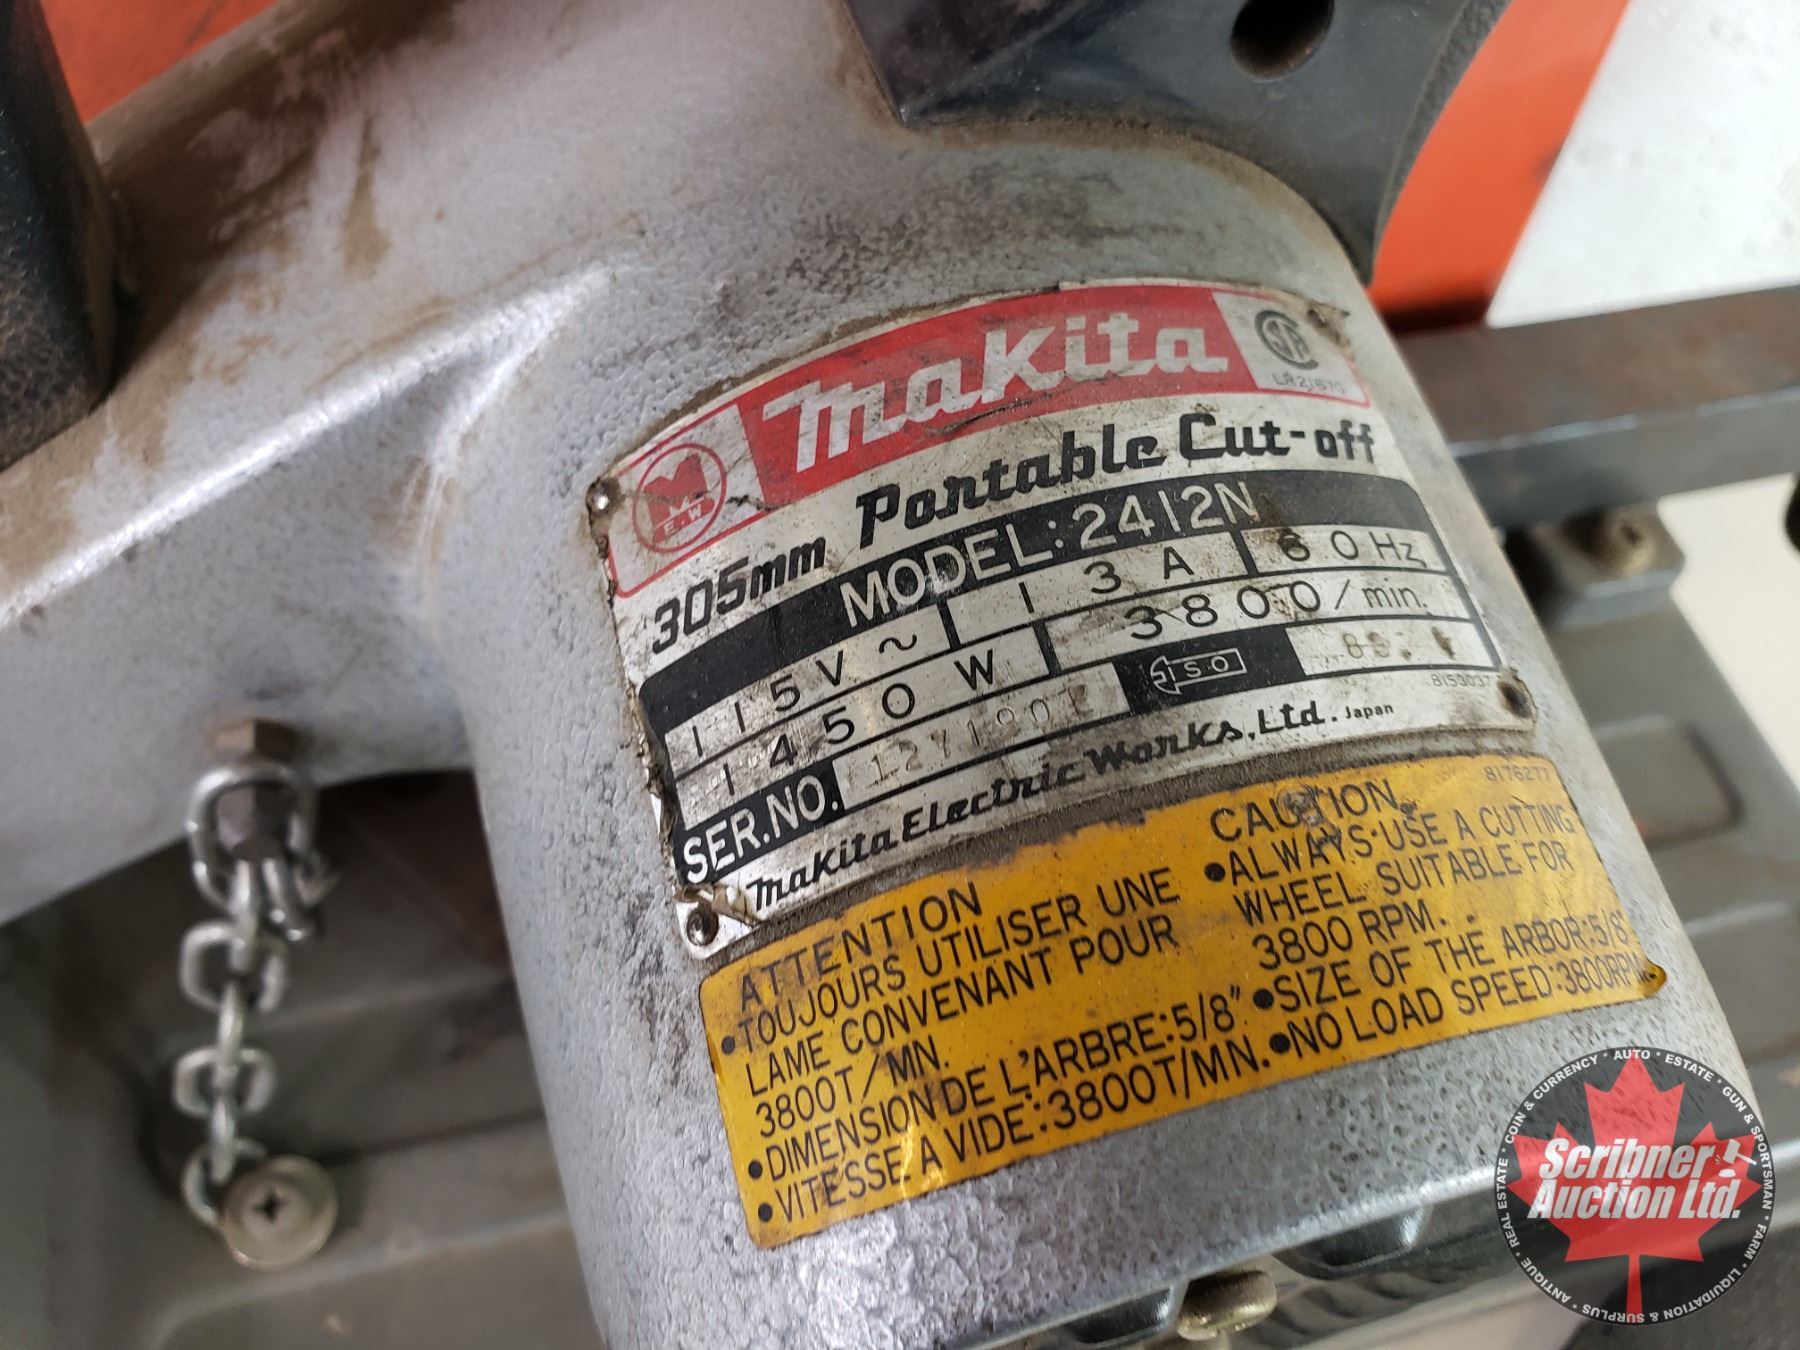 Makita
LR21670
M
E.W
305mm Portable Cut-off
MODEL:2412N
115V~ 13A 60Hz
1450W 3800/min.
SER.NO. ISO
8153037
Makita Electric Works, Ltd. Japan
8176277
ATTENTION
•TOUJOURS UTILISER UNE
LAME CONVENANT POUR
3800T/MN.
•DIMENSION DE L'ARBRE:5/8"
•VITESSE A VIDE:3800T/MN.
CAUTION
•ALWAYS USE A CUTTING
WHEEL SUITABLE FOR
3800 RPM.
•SIZE OF THE ARBOR:5/8"
•NO LOAD SPEED:3800RPM
Scribner
Auction Ltd.
ANTIQUE * REAL ESTATE * COIN & CURRENCY * AUTO * ESTATE * GUN & SPORTSMAN * FARM * LIQUIDATION & SURPLUS *